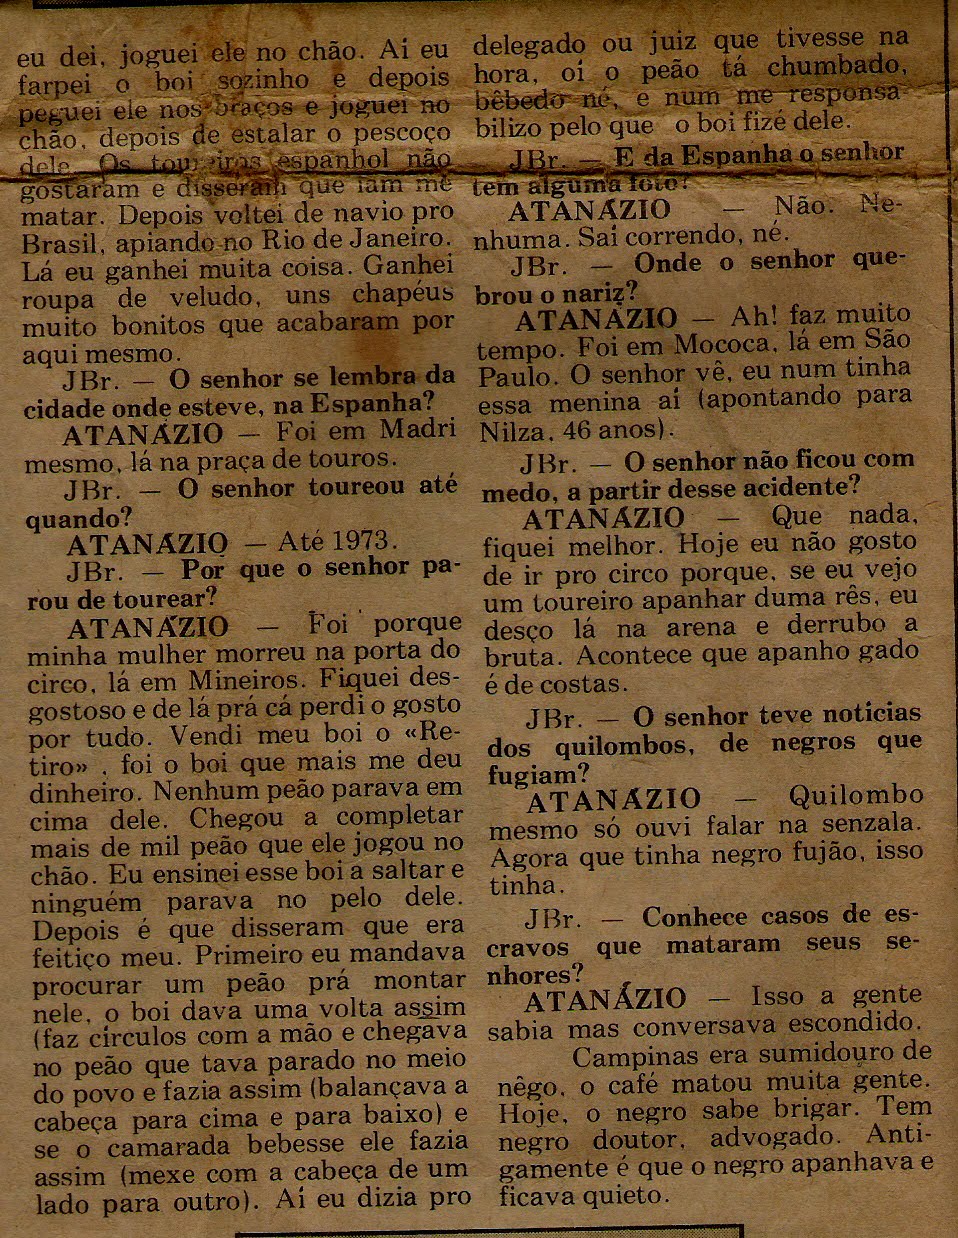 eu dei, joguei ele no chão. Aí eu
farpei o boi sozinho e depois
peguei ele nos braços e joguei no
chão, depois de estalar o pescoço
dele. Os toureiros espanhol não
gostaram e disseram que iam me
matar. Depois voltei de navio pro
Brasil, apiando no Rio de Janeiro.
Lá eu ganhei muita coisa. Ganhei
roupa de veludo, uns chapéus
muito bonitos que acabaram por
aqui mesmo.
JBr. — O senhor se lembra da
cidade onde esteve, na Espanha?
ATANÁZIO — Foi em Madri
mesmo, lá na praça de touros.
JBr. — O senhor toureou até
quando?
ATANÁZIO — Até 1973.
JBr. — Por que o senhor pa-
rou de tourear?
ATANÁZIO — Foi porque
minha mulher morreu na porta do
circo, lá em Mineiros. Fiquei des-
gostoso e de lá prá cá perdi o gosto
por tudo. Vendi meu boi o «Re-
tiro» , foi o boi que mais me deu
dinheiro. Nenhum peão parava em
cima dele. Chegou a completar
mais de mil peão que ele jogou no
chão. Eu ensinei esse boi a saltar e
ninguém parava no pelo dele.
Depois é que disseram que era
feitiço meu. Primeiro eu mandava
procurar um peão prá montar
nele, o boi dava uma volta assim
(faz círculos com a mão e chegava
no peão que tava parado no meio
do povo e fazia assim (balançava a
cabeça para cima e para baixo) e
se o camarada bebesse ele fazia
assim (mexe com a cabeça de um
lado para outro). Aí eu dizia pro
delegado ou juiz que tivesse na
hora, oi o peão tá chumbado,
bêbedo né, e num me responsa
bilizo pelo que o boi fizé dele.
JBr. — E da Espanha o senhor
tem alguma foto?
ATANÁZIO — Não. Ne-
nhuma. Saí correndo, né.
JBr. — Onde o senhor que-
brou o nariz?
ATANÁZIO — Ah! faz muito
tempo. Foi em Mococa, lá em São
Paulo. O senhor vê, eu num tinha
essa menina aí (apontando para
Nilza, 46 anos).
JBr. — O senhor não ficou com
medo, a partir desse acidente?
ATANÁZIO — Que nada,
fiquei melhor. Hoje eu não gosto
de ir pro circo porque, se eu vejo
um toureiro apanhar duma rês, eu
desço lá na arena e derrubo a
bruta. Acontece que apanho gado
é de costas.
JBr. — O senhor teve noticias
dos quilombos, de negros que
fugiam?
ATANÁZIO — Quilombo
mesmo só ouvi falar na senzala.
Agora que tinha negro fujão, isso
tinha.
JBr. — Conhece casos de es-
cravos que mataram seus se-
nhores?
ATANÁZIO — Isso a gente
sabia mas conversava escondido.
Campinas era sumidouro de
nêgo, o café matou muita gente.
Hoje, o negro sabe brigar. Tem
negro doutor, advogado. Anti-
gamente é que o negro apanhava e
ficava quieto.